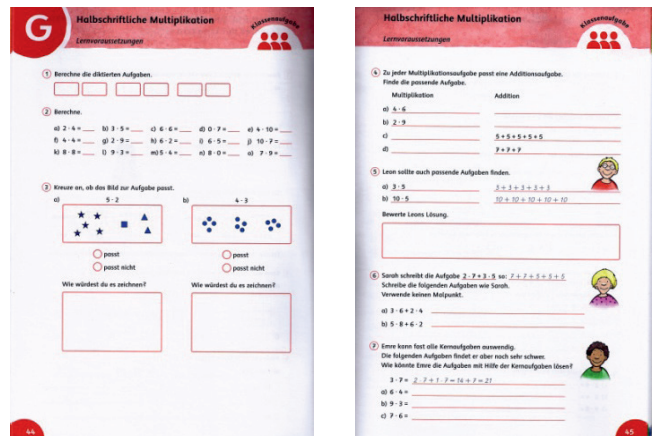 G
Halbschriftliche Multiplikation
Lernvoraussetzungen
Klassenaufgabe
1 Berechne die diktierten Aufgaben.
2 Berechne.
a) 2 · 4 = ___ b) 3 · 5 = ___ c) 6 · 6 = ___ d) 0 · 7 = ___ e) 4 · 10 = ___
f) 4 · 4 = ___ g) 2 · 9 = ___ h) 6 · 2 = ___ i) 6 · 5 = ___ j) 10 · 7 = ___
k) 8 · 8 = ___ l) 9 · 3 = ___ m) 5 · 4 = ___ n) 8 · 0 = ___ o) 7 · 9 = ___
3 Kreuze an, ob das Bild zur Aufgabe passt.
a) 5 · 2 b) 4 · 3
passt passt
passt nicht passt nicht
Wie würdest du es zeichnen? Wie würdest du es zeichnen?
44
Halbschriftliche Multiplikation
Lernvoraussetzungen
Klassenaufgabe
4 Zu jeder Multiplikationsaufgabe passt eine Additionsaufgabe.
Finde die passende Aufgabe.
Multiplikation Addition
a) 4 · 6
b) 2 · 9
c) 5 + 5 + 5 + 5 + 5
d) 7 + 7 + 7
5 Leon sollte auch passende Aufgaben finden.
a) 3 · 5 3 + 3 + 3 + 3 + 3
b) 10 · 5 10 + 10 + 10 + 10 + 10
Bewerte Leons Lösung.
6 Sarah schreibt die Aufgabe 2 · 7 + 3 · 5 so: 7 + 7 + 5 + 5 + 5
Schreibe die folgenden Aufgaben wie Sarah.
Verwende keinen Malpunkt.
a) 3 · 6 + 2 · 4
b) 5 · 8 + 6 · 2
7 Emre kann fast alle Kernaufgaben auswendig.
Die folgenden Aufgaben findet er aber noch sehr schwer.
Wie könnte Emre die Aufgaben mit Hilfe der Kernaufgaben lösen?
3 · 7 = 2 · 7 + 1 · 7 = 14 + 7 = 21
a) 6 · 4 =
b) 9 · 3 =
c) 7 · 6 =
45